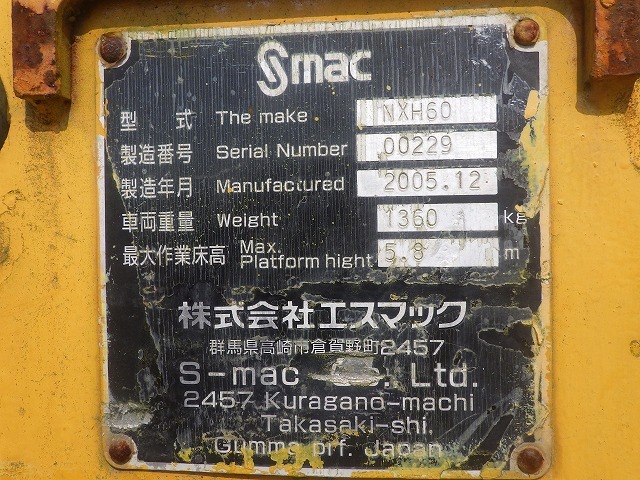 Smac
型 式 The make NXH60
製造番号 Serial Number 00229
製造年月 Manufactured 2005.12
車両重量 Weight 1360 kg
最大作業床高 Max. Platform hight 5.8 m
株式会社エスマック
群馬県高崎市倉賀野町2457
S-mac Ltd.
2457 Kuragano-machi
Takasaki-shi.
Gumma prf. Japan